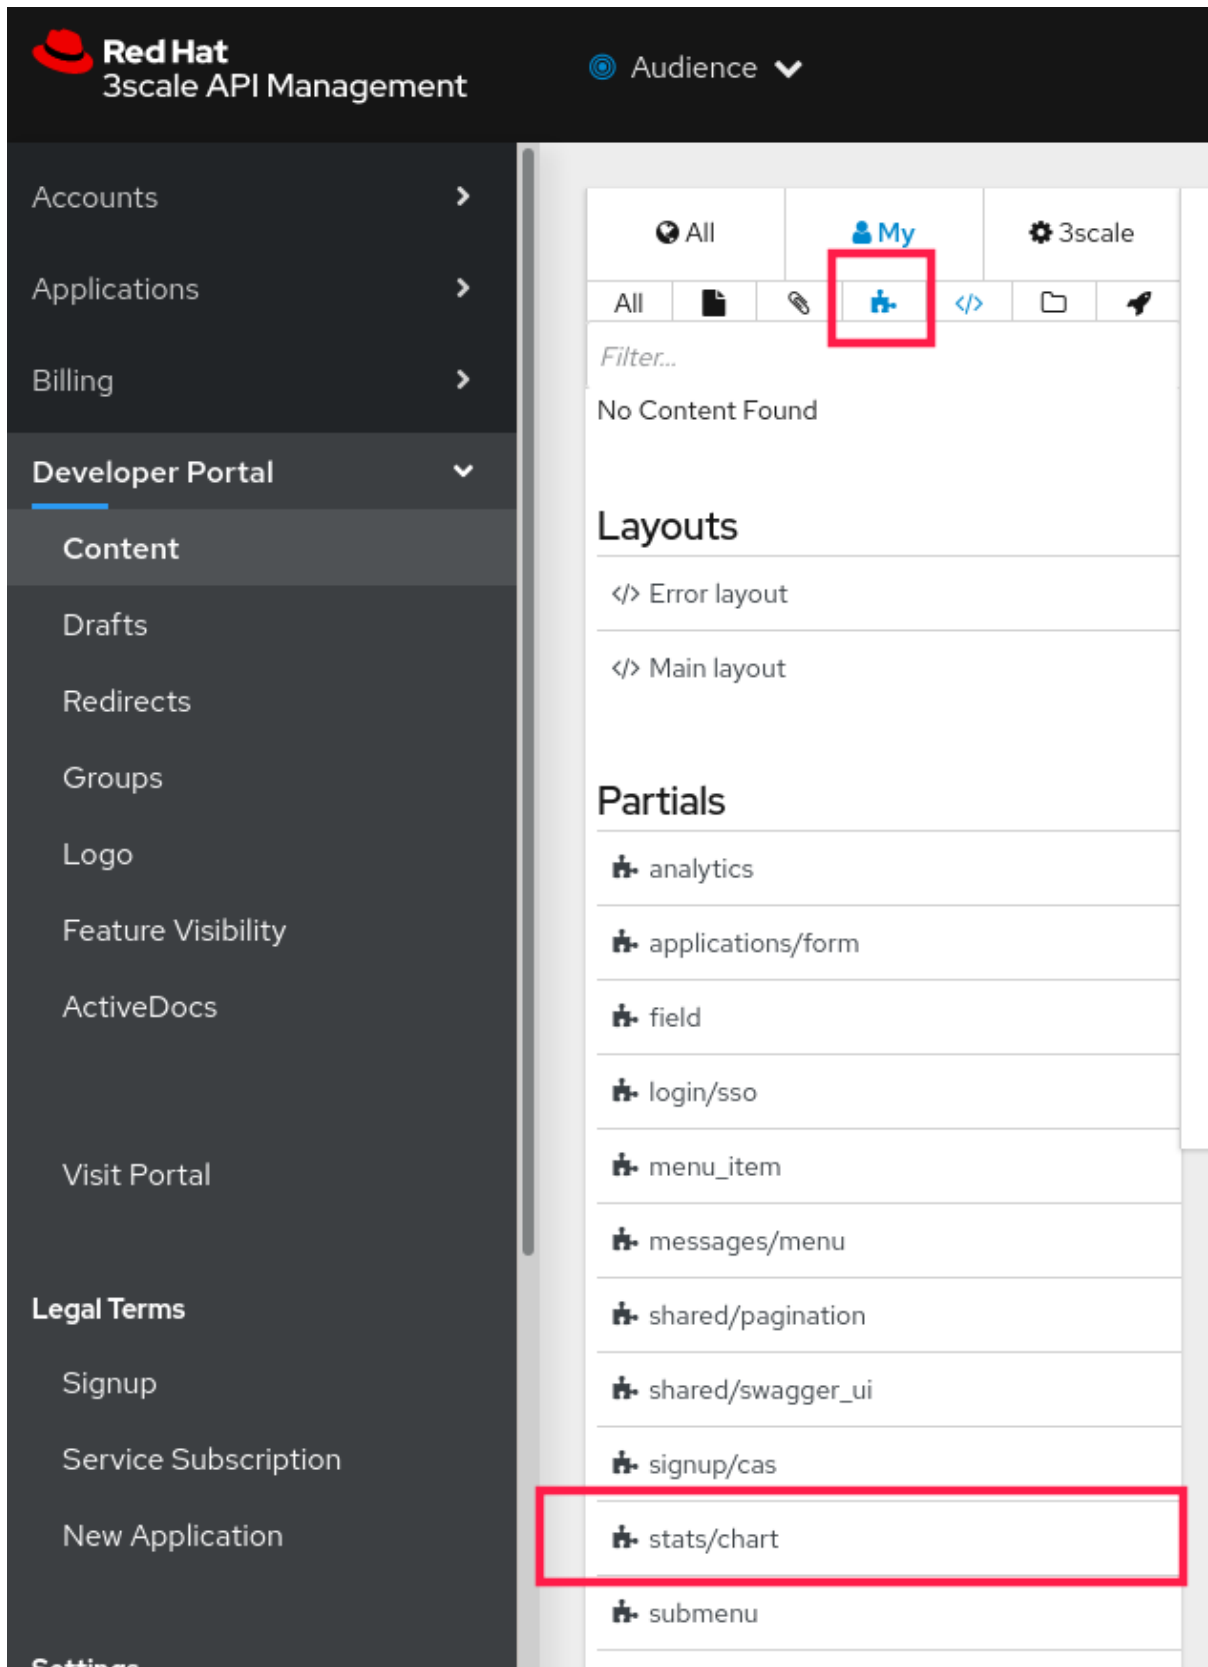 Red Hat
3scale API Management
Audience
Accounts
Applications
Billing
Developer Portal
Content
Drafts
Redirects
Groups
Logo
Feature Visibility
ActiveDocs
Visit Portal
Legal Terms
Signup
Service Subscription
New Application
Settings
All My 3scale
All </>
Filter...
No Content Found
Layouts
</> Error layout
</> Main layout
Partials
analytics
applications/form
field
login/sso
menu_item
messages/menu
shared/pagination
shared/swagger_ui
signup/cas
stats/chart
submenu